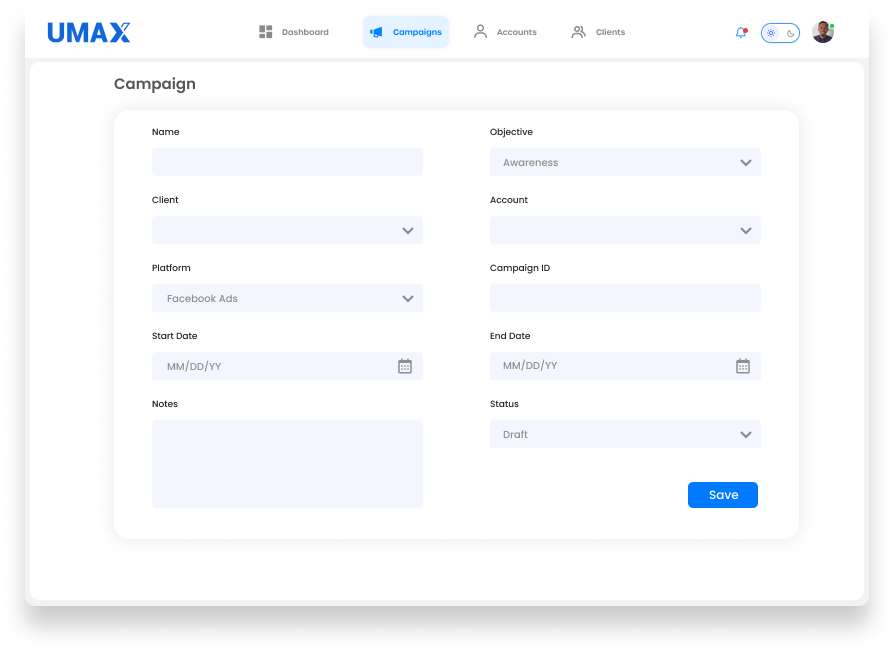 UMAX
Dashboard
Campaigns
Accounts
Clients
Campaign
Name
Objective
Awareness
Client
Account
Platform
Campaign ID
Facebook Ads
Start Date
End Date
MM/DD/YY
MM/DD/YY
Notes
Status
Draft
Save